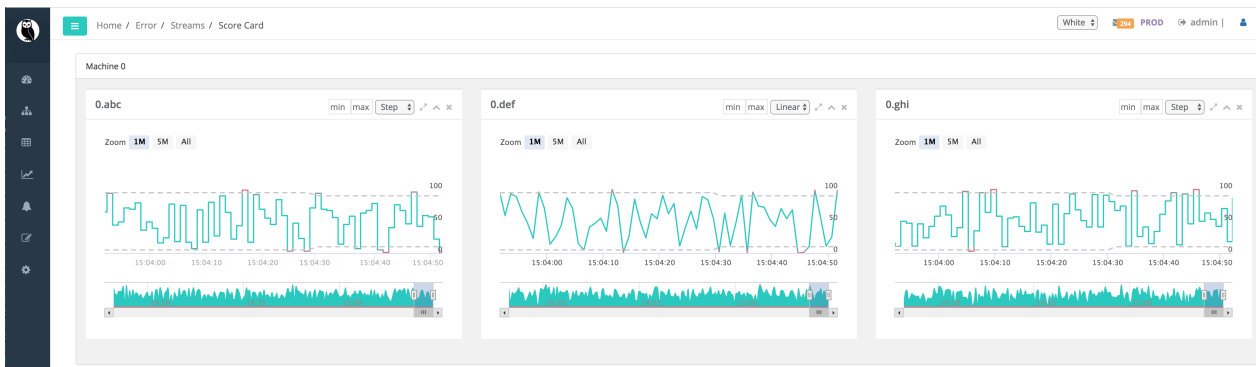 Home / Error / Streams / Score Card
White 294 PROD admin |
Machine 0
0.abc min max Step
Zoom 1M 5M All
100
50
0
15:04:00 15:04:10 15:04:20 15:04:30 15:04:40 15:04:50
0.def min max Linear
Zoom 1M 5M All
100
50
0
15:04:00 15:04:10 15:04:20 15:04:30 15:04:40 15:04:50
0.ghi min max Step
Zoom 1M 5M All
100
50
0
15:04:00 15:04:10 15:04:20 15:04:30 15:04:40 15:04:50